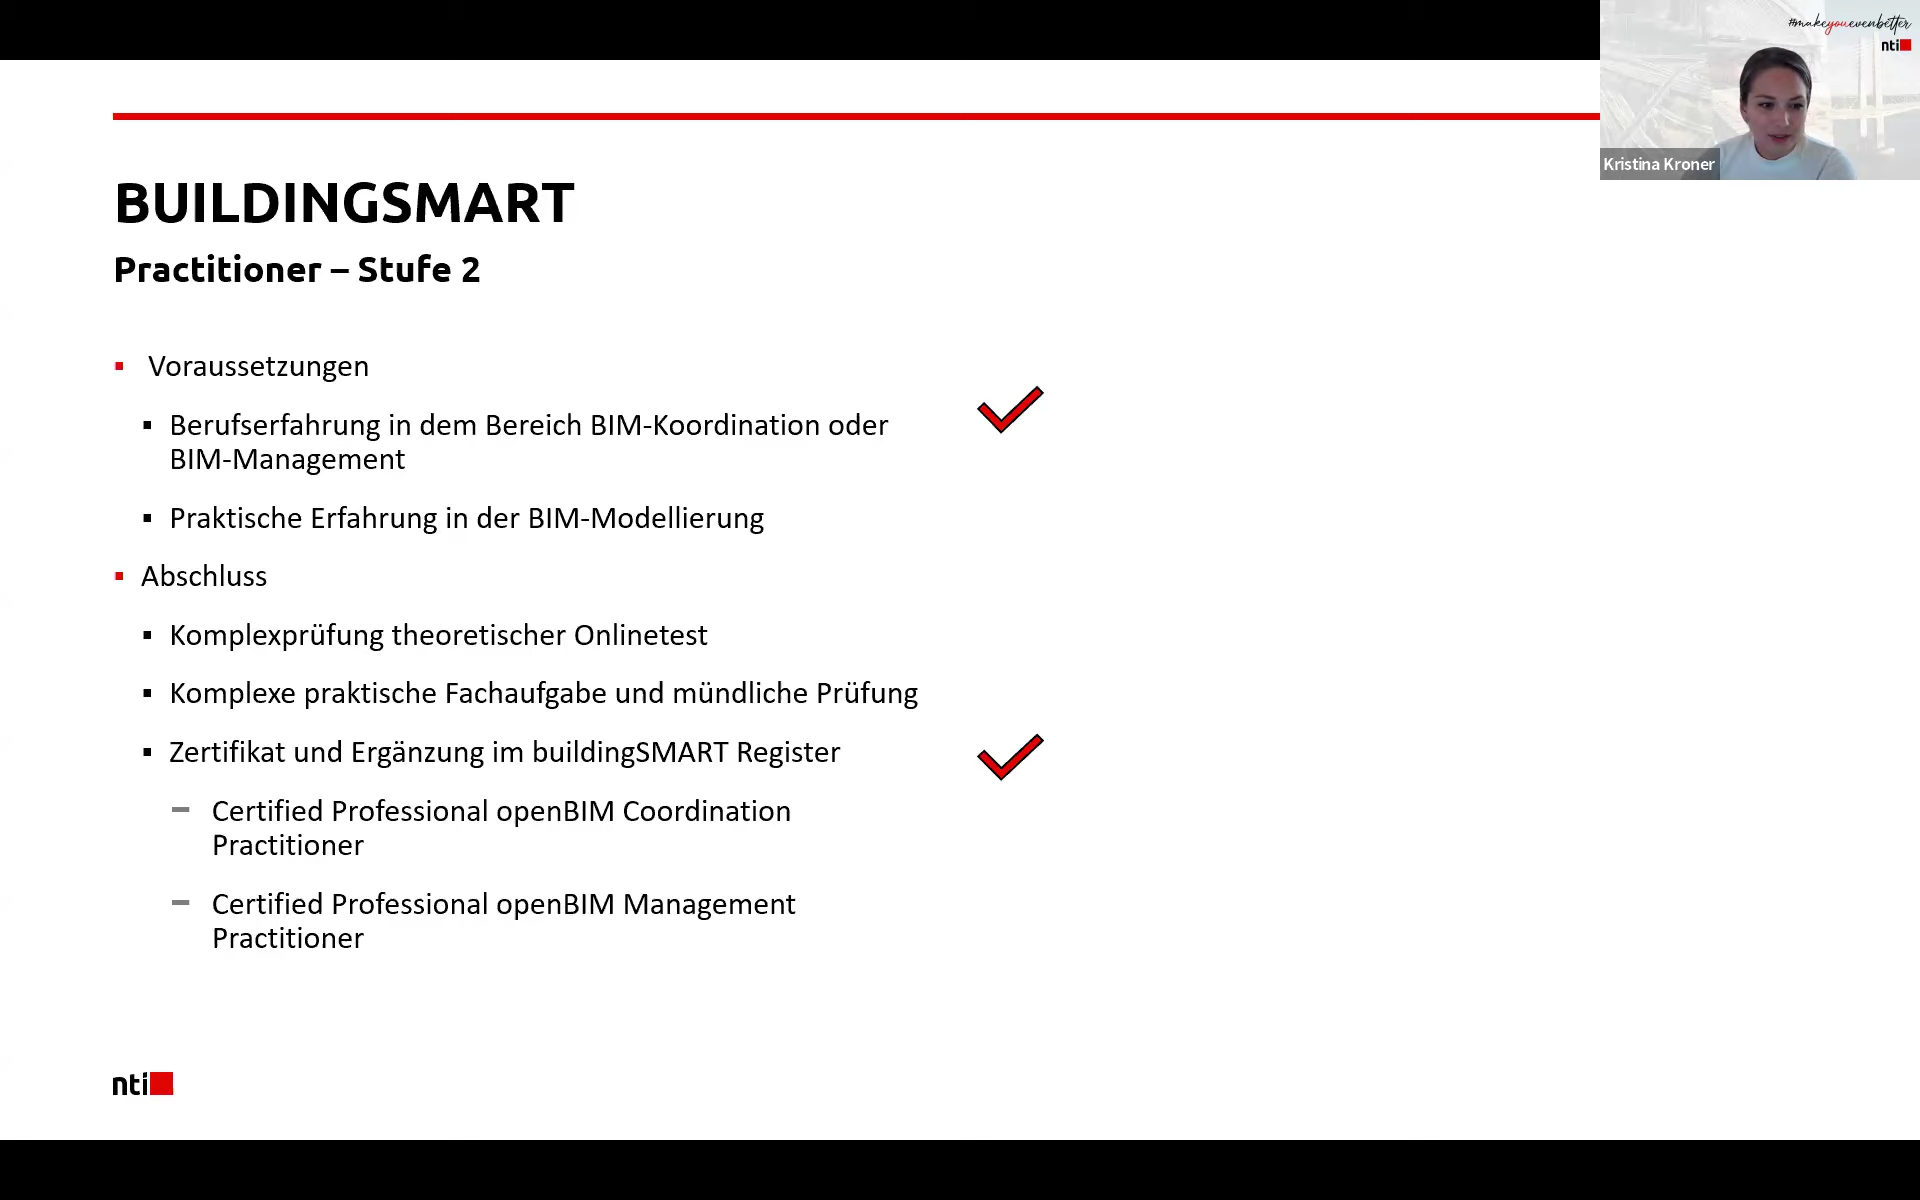 #makeyouevenbetter
nti
Kristina Kroner
BUILDINGSMART
Practitioner – Stufe 2
Voraussetzungen
Berufserfahrung in dem Bereich BIM-Koordination oder
BIM-Management
Praktische Erfahrung in der BIM-Modellierung
Abschluss
Komplexprüfung theoretischer Onlinetest
Komplexe praktische Fachaufgabe und mündliche Prüfung
Zertifikat und Ergänzung im buildingSMART Register
Certified Professional openBIM Coordination
Practitioner
Certified Professional openBIM Management
Practitioner
nti